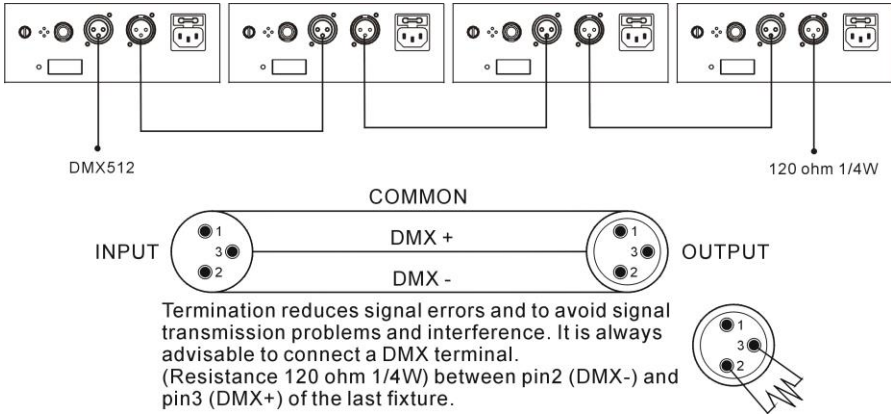 DMX512
120 ohm 1/4W
COMMON
INPUT
1
3
2
DMX +
DMX -
1
3
2
OUTPUT
Termination reduces signal errors and to avoid signal
transmission problems and interference. It is always
advisable to connect a DMX terminal.
(Resistance 120 ohm 1/4W) between pin2 (DMX-) and
pin3 (DMX+) of the last fixture.
1
3
2